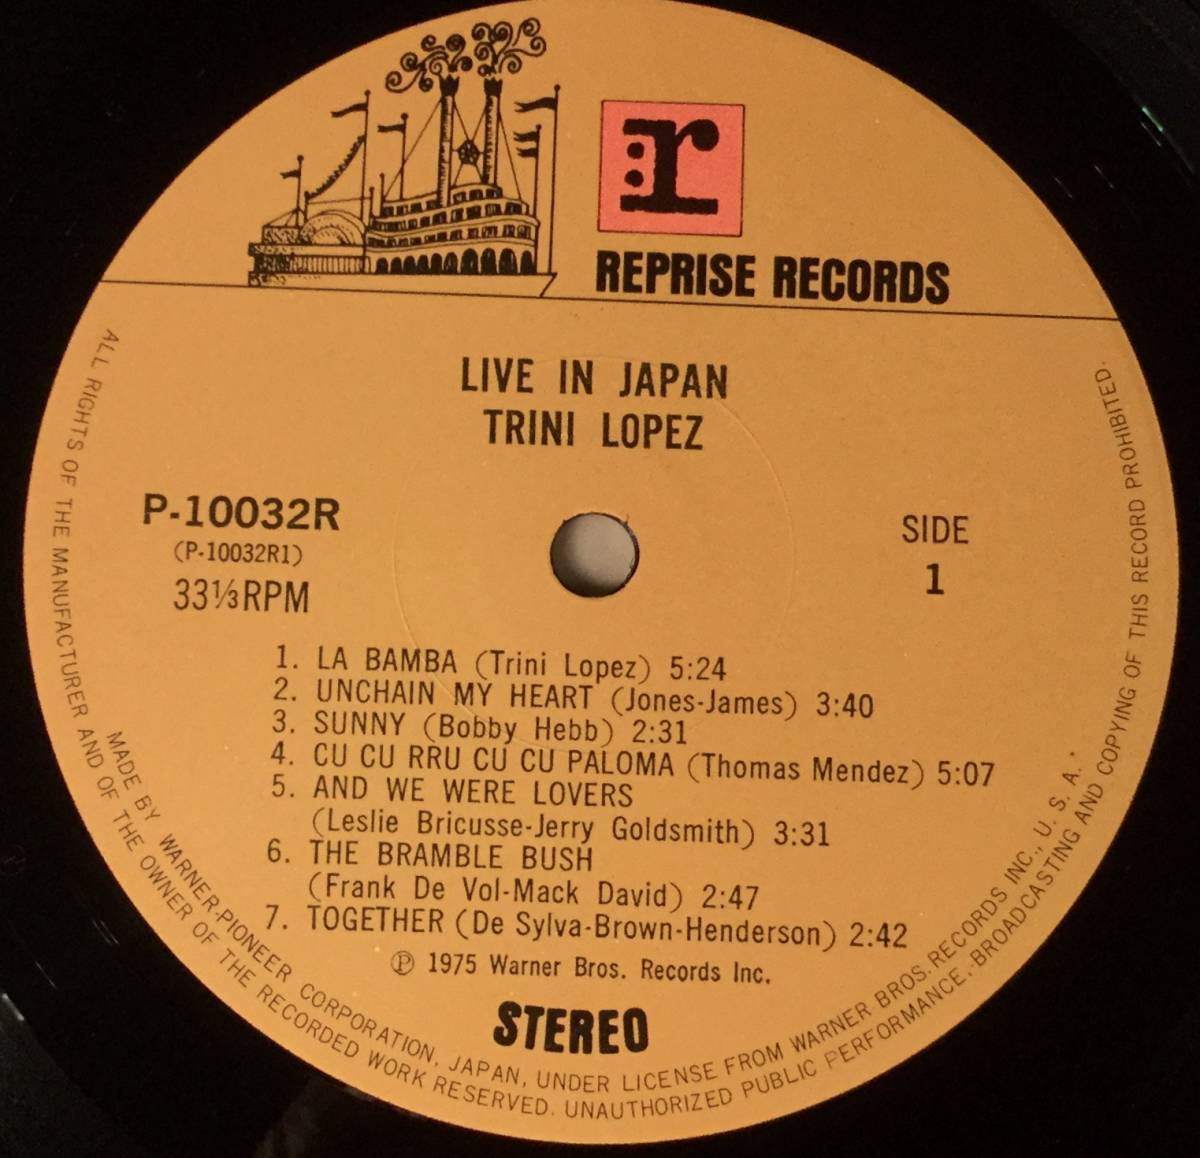 r
REPRISE RECORDS
LIVE IN JAPAN
TRINI LOPEZ
P-10032R
(P-10032R1)
33⅓RPM
SIDE
1
1. LA BAMBA (Trini Lopez) 5:24
2. UNCHAIN MY HEART (Jones-James) 3:40
3. SUNNY (Bobby Hebb) 2:31
4. CU CU RRU CU CU PALOMA (Thomas Mendez) 5:07
5. AND WE WERE LOVERS
(Leslie Bricusse-Jerry Goldsmith) 3:31
6. THE BRAMBLE BUSH
(Frank De Vol-Mack David) 2:47
7. TOGETHER (De Sylva-Brown-Henderson) 2:42
℗ 1975 Warner Bros. Records Inc.
STEREO
MADE BY WARNER-PIONEER CORPORATION, JAPAN, UNDER LICENSE FROM WARNER BROS. RECORDS INC., U. S. A.
ALL RIGHTS OF THE MANUFACTURER AND OF THE OWNER OF THE RECORDED WORK RESERVED. UNAUTHORIZED PUBLIC PERFORMANCE, BROADCASTING AND COPYING OF THIS RECORD PROHIBITED.